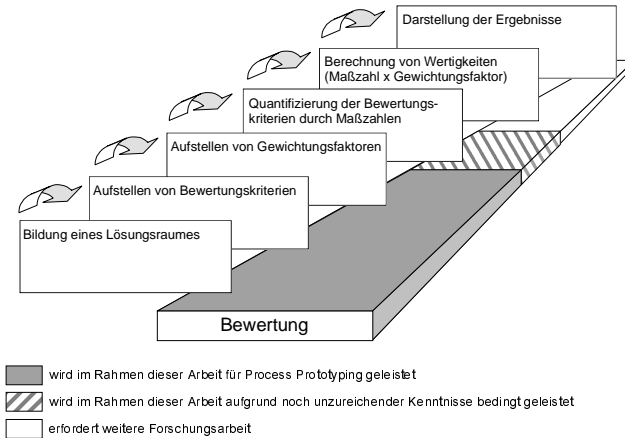 Darstellung der Ergebnisse
Berechnung von Wertigkeiten
(Maßzahl x Gewichtungsfaktor)
Quantifizierung der Bewertungs-
kriterien durch Maßzahlen
Aufstellen von Gewichtungsfaktoren
Aufstellen von Bewertungskriterien
Bildung eines Lösungsraumes
Bewertung
wird im Rahmen dieser Arbeit für Process Prototyping geleistet
wird im Rahmen dieser Arbeit aufgrund noch unzureichender Kenntnisse bedingt geleistet
erfordert weitere Forschungsarbeit